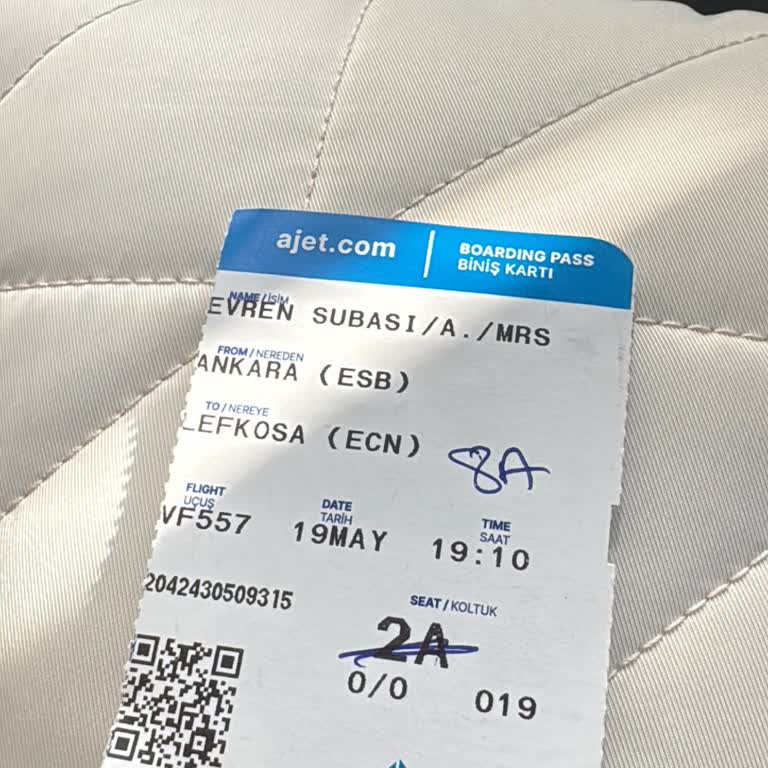 ajet.com
BOARDING PASS
BİNİŞ KARTI
NAME/İSİM
EVREN SUBASI/A./MRS
FROM/NEREDEN
ANKARA (ESB)
TO/NEREYE
LEFKOSA (ECN)
8A
FLIGHT
UÇUŞ
VF557
DATE
TARİH
19MAY
TIME
SAAT
19:10
2042430509315
SEAT/KOLTUK
2A
0/0
019